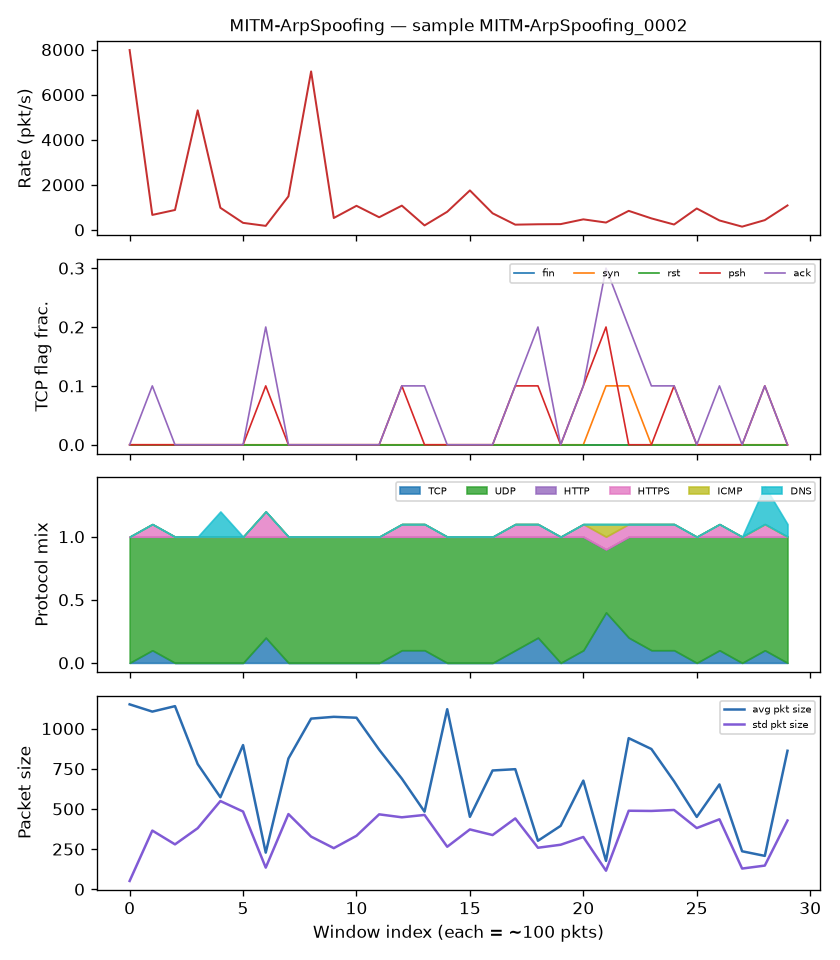 MITM-ArpSpoofing — sample MITM-ArpSpoofing_0002
8000
6000
4000
2000
0
Rate (pkt/s)
fin syn rst psh ack
0.3
0.2
0.1
0.0
TCP flag frac.
TCP UDP HTTP HTTPS ICMP DNS
1.0
0.5
0.0
Protocol mix
avg pkt size
std pkt size
1000
750
500
250
0
Packet size
0 5 10 15 20 25 30
Window index (each = ~100 pkts)